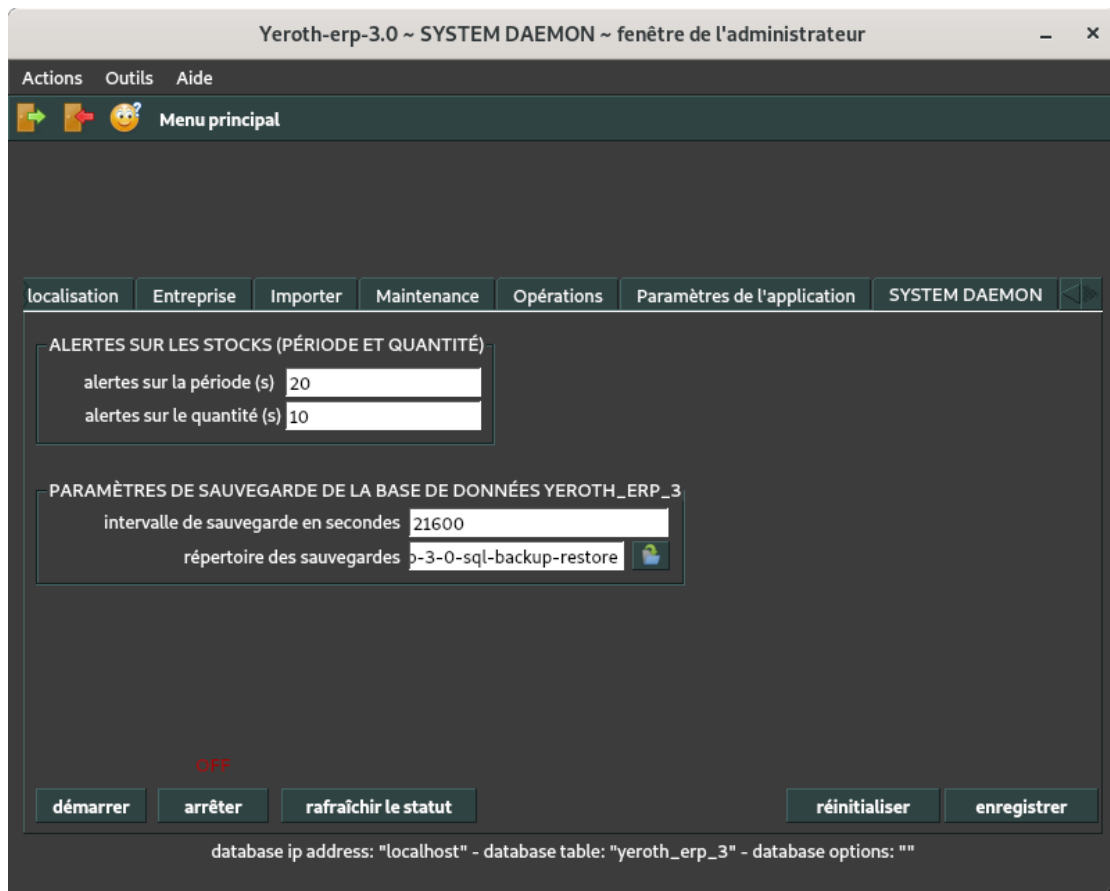 Yeroth-erp-3.0 ~ SYSTEM DAEMON ~ fenêtre de l'administrateur
Actions Outils Aide
Menu principal
localisation Entreprise Importer Maintenance Opérations Paramètres de l'application SYSTEM DAEMON
ALERTES SUR LES STOCKS (PÉRIODE ET QUANTITÉ)
alertes sur la période (s) 20
alertes sur le quantité (s) 10
PARAMÈTRES DE SAUVEGARDE DE LA BASE DE DONNÉES YEROTH_ERP_3
intervalle de sauvegarde en secondes 21600
répertoire des sauvegardes -3-0-sql-backup-restore
OFF
démarrer arrêter rafraîchir le statut réinitialiser enregistrer
database ip address: "localhost" - database table: "yeroth_erp_3" - database options: ""